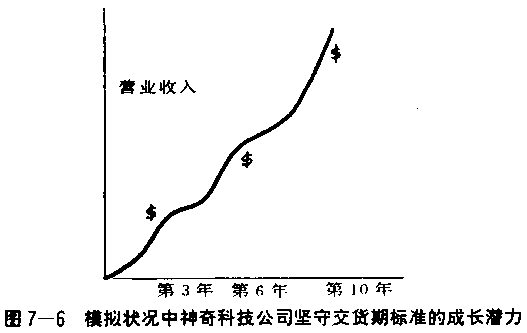 营业收入
$
$
$
第3年 第6年 第10年
图7—6 模拟状况中神奇科技公司坚守交货期标准的成长潜力